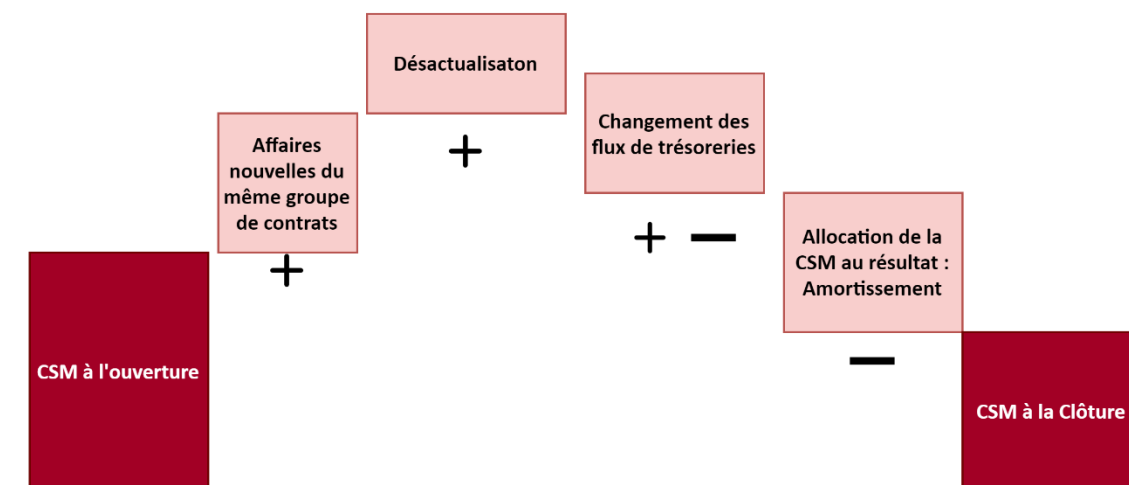 Désactualisaton
Changement des
flux de trésoreries
Affaires
nouvelles du
même groupe
de contrats
+
+
+ −
Allocation de la
CSM au résultat :
Amortissement
−
CSM à l'ouverture
CSM à la Clôture